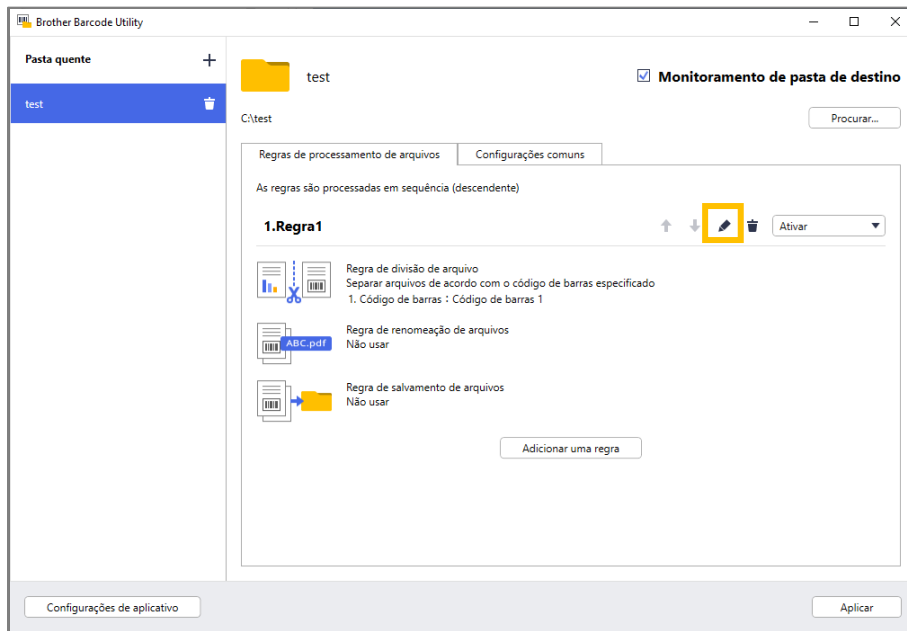 Brother Barcode Utility
Pasta quente
test
test
Monitoramento de pasta de destino
C:\test
Procurar...
Regras de processamento de arquivos
Configurações comuns
As regras são processadas em sequência (descendente)
1.Regra1
Ativar
Regra de divisão de arquivo
Separar arquivos de acordo com o código de barras especificado
1. Código de barras : Código de barras 1
Regra de renomeação de arquivos
ABC.pdf
Não usar
Regra de salvamento de arquivos
Não usar
Adicionar uma regra
Configurações de aplicativo
Aplicar